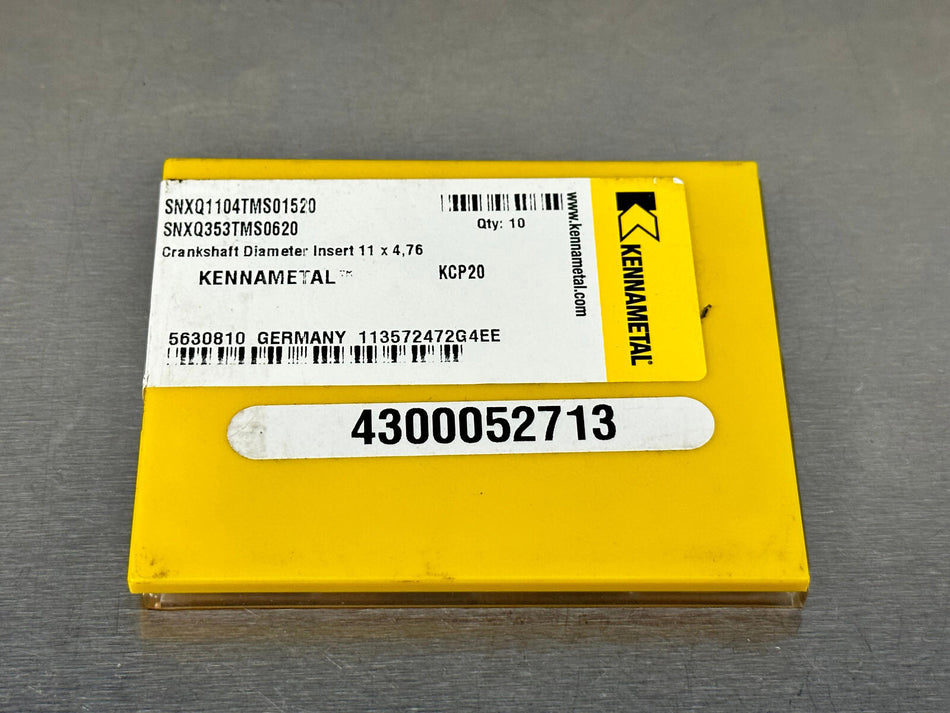 SNXQ1104TMS01520
SNXQ353TMS0620
Qty: 10
Crankshaft Diameter Insert 11 x 4,76
KENNAMETAL™
KCP20
5630810 GERMANY 113572472G4EE
www.kennametal.com
KENNAMETAL®
4300052713